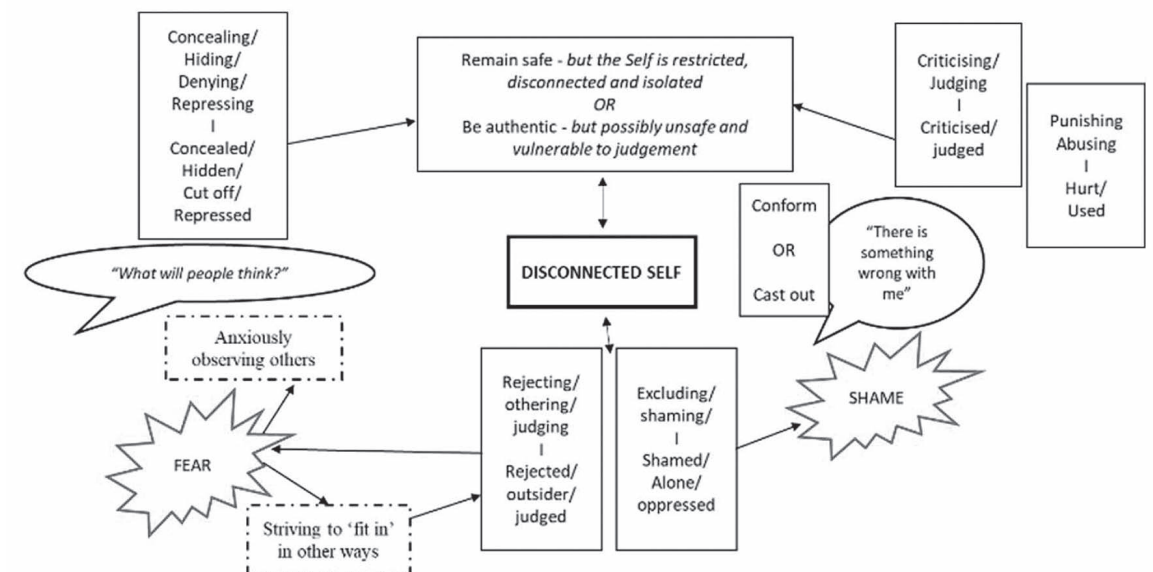 Concealing/
Hiding/
Denying/
Repressing
I
Concealed/
Hidden/
Cut off/
Repressed
Remain safe - but the Self is restricted,
disconnected and isolated
OR
Be authentic - but possibly unsafe and
vulnerable to judgement
Criticising/
Judging
I
Criticised/
judged
Punishing
Abusing
I
Hurt/
Used
"What will people think?"
DISCONNECTED SELF
Conform
OR
Cast out
"There is
something
wrong with
me"
Anxiously
observing others
FEAR
Striving to 'fit in'
in other ways
Rejecting/
othering/
judging
I
Rejected/
outsider/
judged
Excluding/
shaming/
I
Shamed/
Alone/
oppressed
SHAME